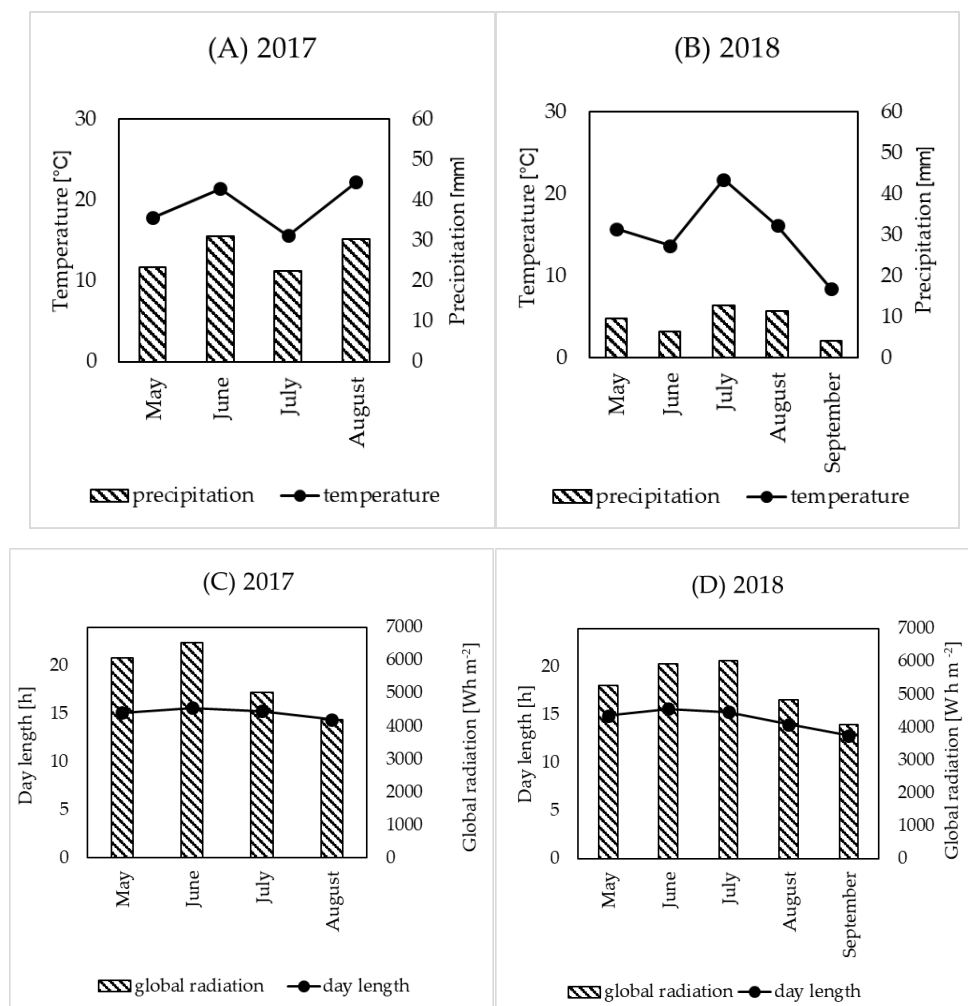 (A) 2017
30
20
10
0
Temperature [°C]
60
50
40
30
20
10
0
Precipitation [mm]
May
June
July
August
precipitation
temperature
(B) 2018
30
20
10
0
Temperature [°C]
60
50
40
30
20
10
0
Precipitation [mm]
May
June
July
August
September
precipitation
temperature
(C) 2017
20
15
10
5
0
Day length [h]
7000
6000
5000
4000
3000
2000
1000
0
Global radiation [Wh m⁻²]
May
June
July
August
global radiation
day length
(D) 2018
20
15
10
5
0
Day length [h]
7000
6000
5000
4000
3000
2000
1000
0
Global radiation [W h m⁻²]
May
June
July
August
September
global radiation
day length